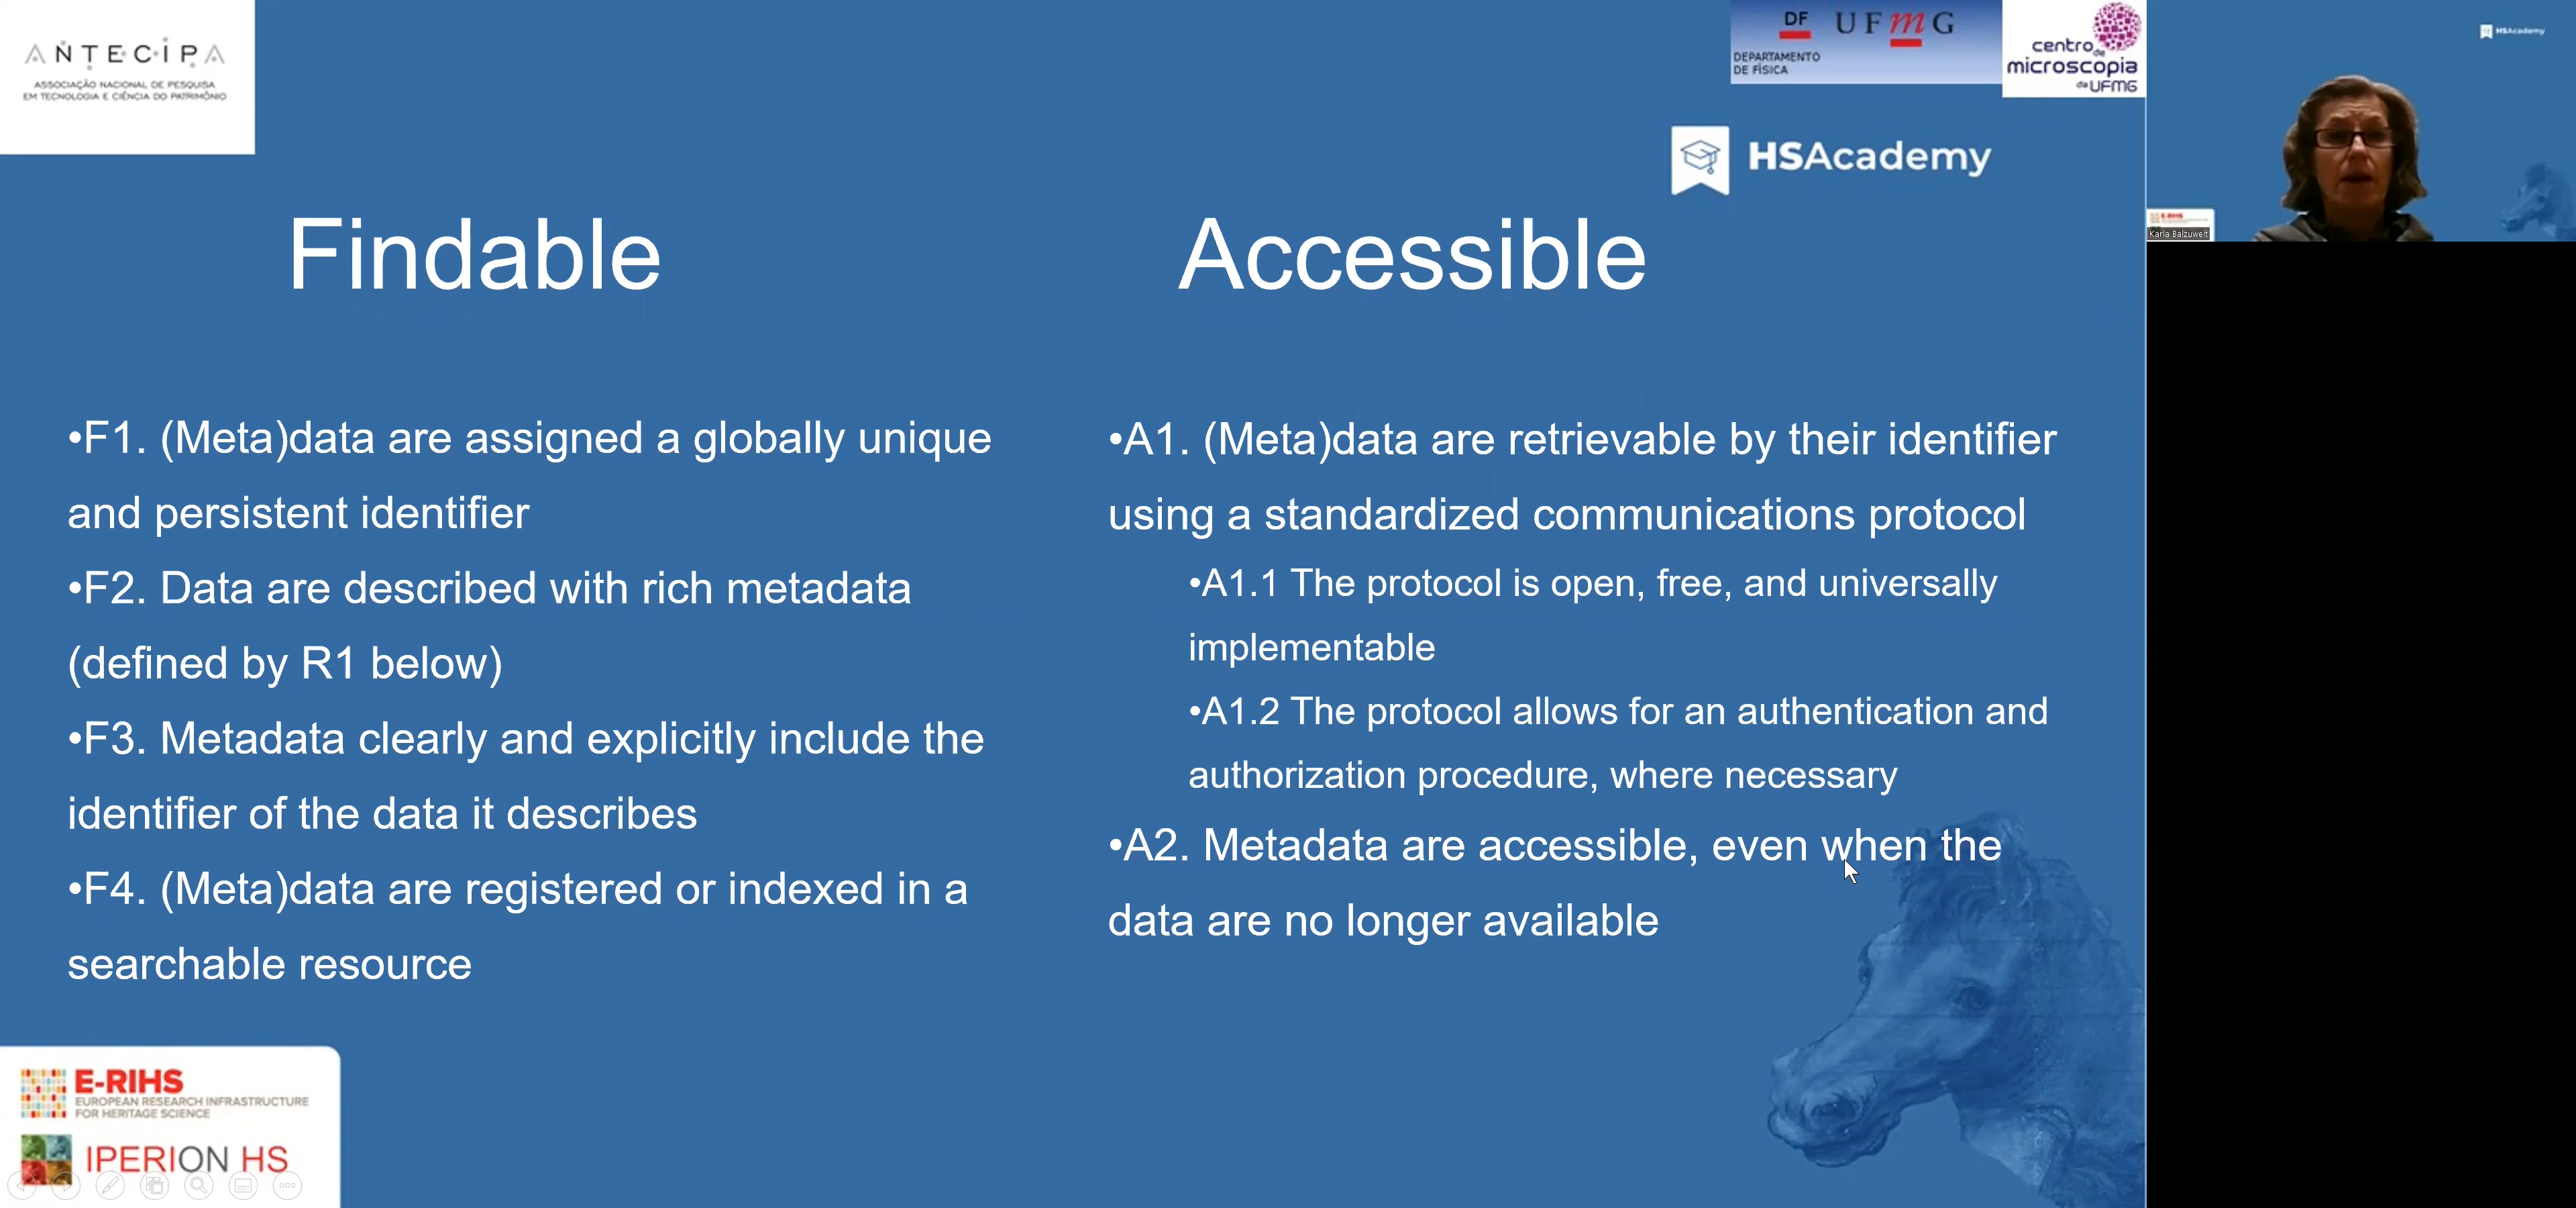 ANTECIPA
ASSOCIAÇÃO NACIONAL DE PESQUISA
EM TECNOLOGIA E CIÊNCIA DO PATRIMÔNIO
DF UFmG
DEPARTAMENTO
DE FÍSICA
centro de
microscopia
da UFMG
HSAcademy
HSAcademy
E-RIHS
Karla Balzuweit
Findable
•F1. (Meta)data are assigned a globally unique
and persistent identifier
•F2. Data are described with rich metadata
(defined by R1 below)
•F3. Metadata clearly and explicitly include the
identifier of the data it describes
•F4. (Meta)data are registered or indexed in a
searchable resource
Accessible
•A1. (Meta)data are retrievable by their identifier
using a standardized communications protocol
•A1.1 The protocol is open, free, and universally
implementable
•A1.2 The protocol allows for an authentication and
authorization procedure, where necessary
•A2. Metadata are accessible, even when the
data are no longer available
E-RIHS
EUROPEAN RESEARCH INFRASTRUCTURE
FOR HERITAGE SCIENCE
IPERION HS